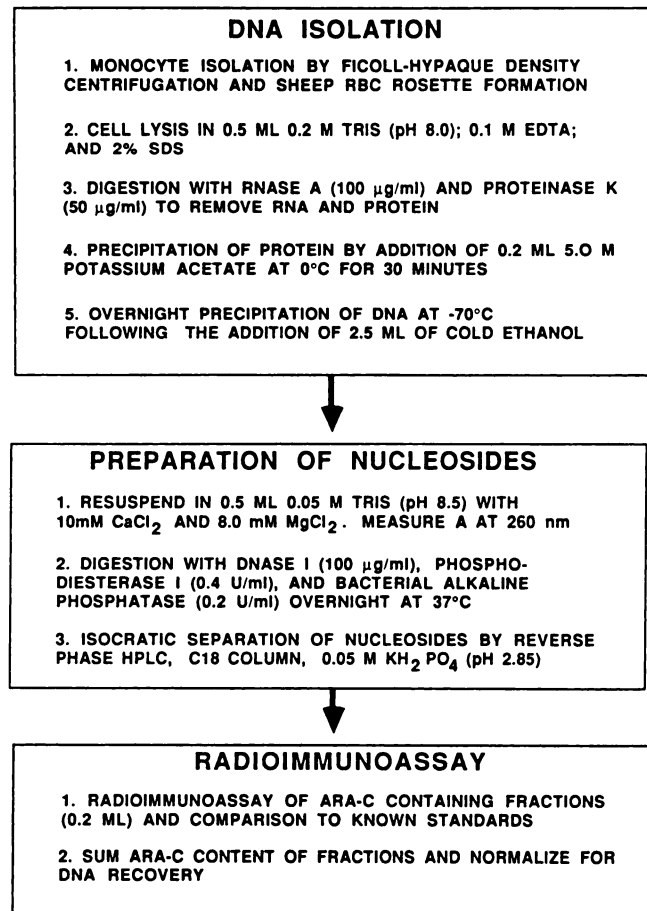 DNA ISOLATION
1. MONOCYTE ISOLATION BY FICOLL-HYPAQUE DENSITY
CENTRIFUGATION AND SHEEP RBC ROSETTE FORMATION
2. CELL LYSIS IN 0.5 ML 0.2 M TRIS (pH 8.0); 0.1 M EDTA;
AND 2% SDS
3. DIGESTION WITH RNASE A (100 µg/ml) AND PROTEINASE K
(50 µg/ml) TO REMOVE RNA AND PROTEIN
4. PRECIPITATION OF PROTEIN BY ADDITION OF 0.2 ML 5.O M
POTASSIUM ACETATE AT 0°C FOR 30 MINUTES
5. OVERNIGHT PRECIPITATION OF DNA AT -70°C
FOLLOWING THE ADDITION OF 2.5 ML OF COLD ETHANOL
PREPARATION OF NUCLEOSIDES
1. RESUSPEND IN 0.5 ML 0.05 M TRIS (pH 8.5) WITH
10mM CaCl₂ AND 8.0 mM MgCl₂. MEASURE A AT 260 nm
2. DIGESTION WITH DNASE I (100 µg/ml), PHOSPHO-
DIESTERASE I (0.4 U/ml), AND BACTERIAL ALKALINE
PHOSPHATASE (0.2 U/ml) OVERNIGHT AT 37°C
3. ISOCRATIC SEPARATION OF NUCLEOSIDES BY REVERSE
PHASE HPLC, C18 COLUMN, 0.05 M KH₂PO₄ (pH 2.85)
RADIOIMMUNOASSAY
1. RADIOIMMUNOASSAY OF ARA-C CONTAINING FRACTIONS
(0.2 ML) AND COMPARISON TO KNOWN STANDARDS
2. SUM ARA-C CONTENT OF FRACTIONS AND NORMALIZE FOR
DNA RECOVERY